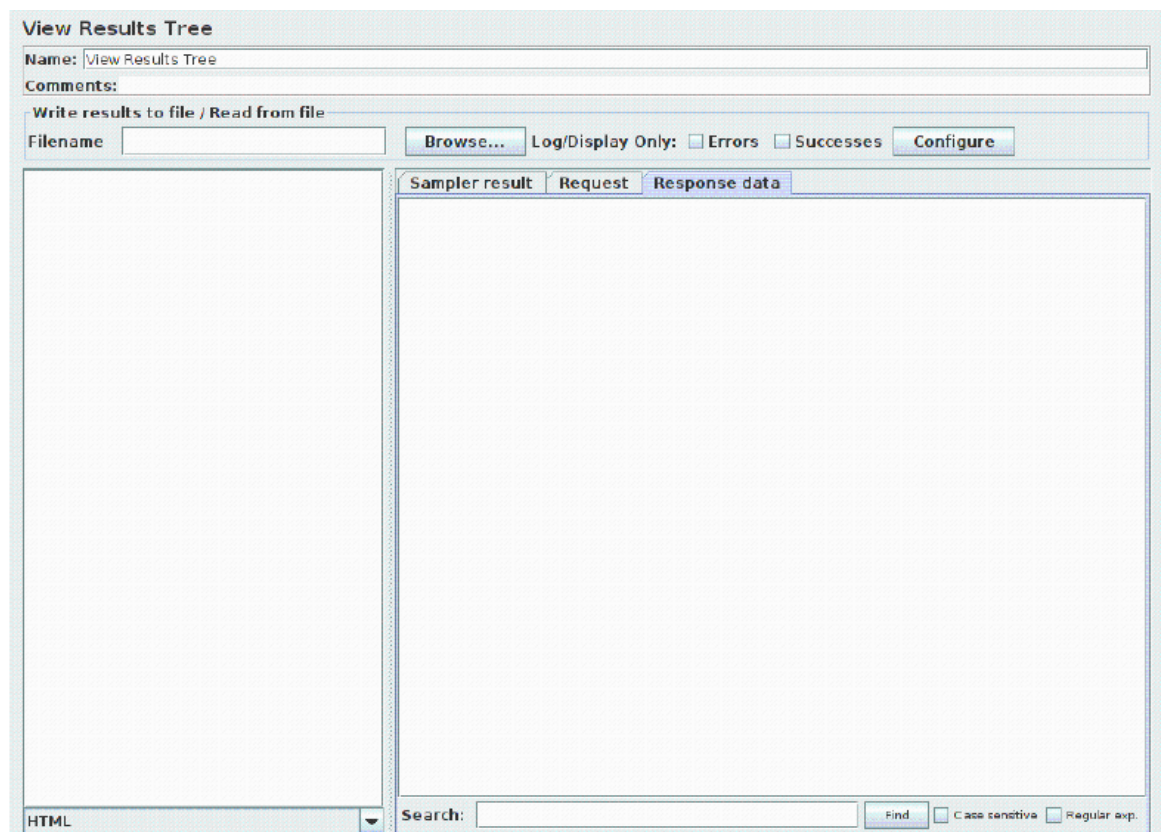 View Results Tree
Name: View Results Tree
Comments:
Write results to file / Read from file
Filename Browse... Log/Display Only: Errors Successes Configure
Sampler result Request Response data
HTML
Search: Find Case sensitive Regular exp.